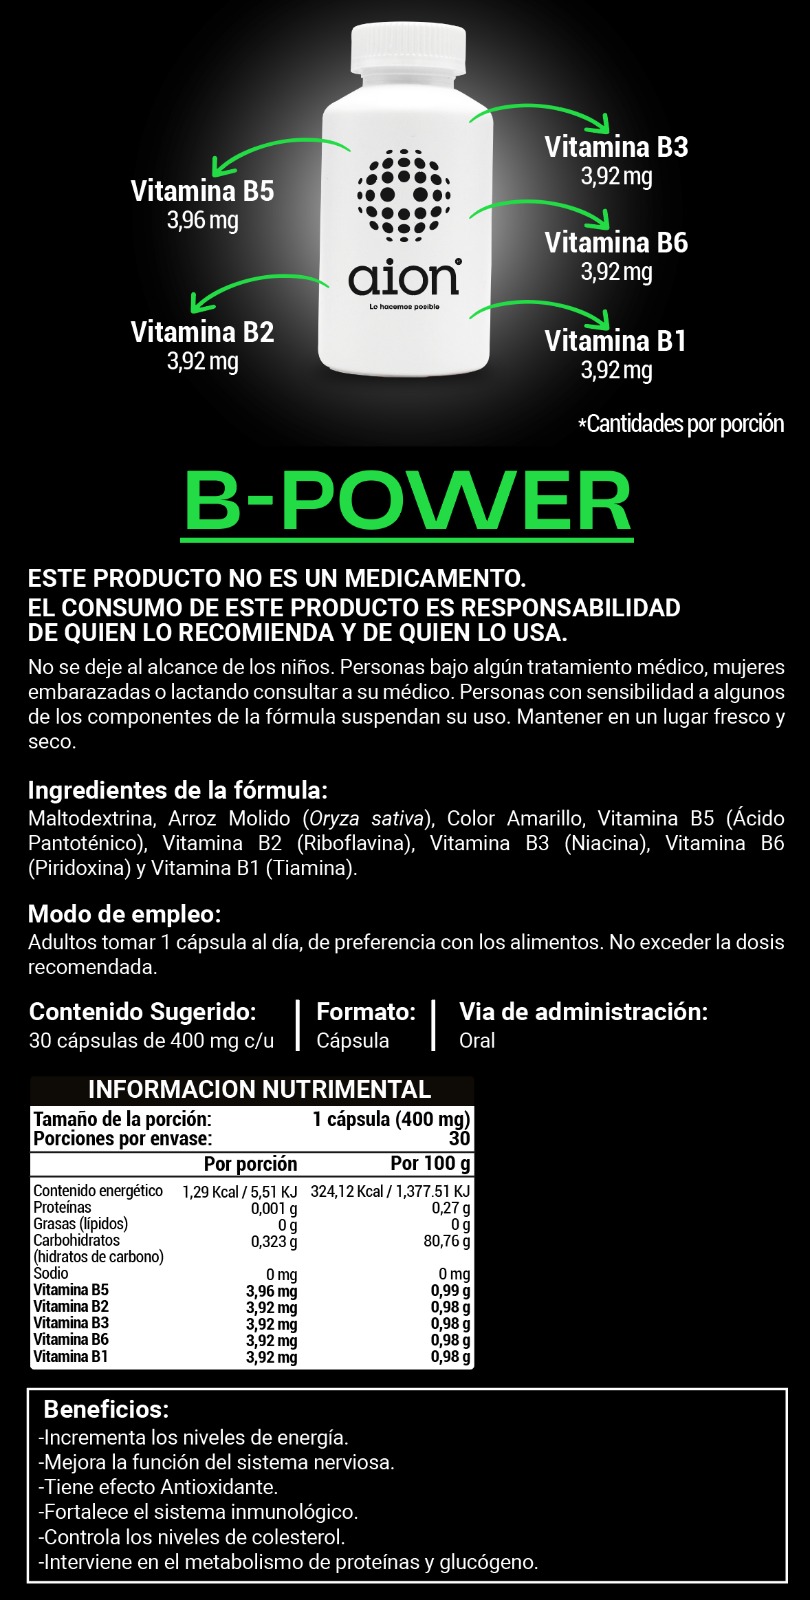 Vitamina B3
3,92 mg
Vitamina B5
3,96 mg
Vitamina B6
3,92 mg
aion
Lo hacemos posible
Vitamina B2
3,92 mg
Vitamina B1
3,92 mg
*Cantidades por porción
B-POWER
ESTE PRODUCTO NO ES UN MEDICAMENTO.
EL CONSUMO DE ESTE PRODUCTO ES RESPONSABILIDAD
DE QUIEN LO RECOMIENDA Y DE QUIEN LO USA.
No se deje al alcance de los niños. Personas bajo algún tratamiento médico, mujeres
embarazadas o lactando consultar a su médico. Personas con sensibilidad a algunos
de los componentes de la fórmula suspendan su uso. Mantener en un lugar fresco y
seco.
Ingredientes de la fórmula:
Maltodextrina, Arroz Molido (Oryza sativa), Color Amarillo, Vitamina B5 (Ácido
Pantoténico), Vitamina B2 (Riboflavina), Vitamina B3 (Niacina), Vitamina B6
(Piridoxina) y Vitamina B1 (Tiamina).
Modo de empleo:
Adultos tomar 1 cápsula al día, de preferencia con los alimentos. No exceder la dosis
recomendada.
Contenido Sugerido: Formato: Via de administración:
30 cápsulas de 400 mg c/u Cápsula Oral
INFORMACION NUTRIMENTAL
Tamaño de la porción: 1 cápsula (400 mg)
Porciones por envase: 30
Por porción Por 100 g
Contenido energético 1,29 Kcal / 5,51 KJ 324,12 Kcal / 1,377.51 KJ
Proteínas 0,001 g 0,27 g
Grasas (lípidos) 0 g 0 g
Carbohidratos 0,323 g 80,76 g
(hidratos de carbono)
Sodio 0 mg 0 mg
Vitamina B5 3,96 mg 0,99 g
Vitamina B2 3,92 mg 0,98 g
Vitamina B3 3,92 mg 0,98 g
Vitamina B6 3,92 mg 0,98 g
Vitamina B1 3,92 mg 0,98 g
Beneficios:
-Incrementa los niveles de energía.
-Mejora la función del sistema nerviosa.
-Tiene efecto Antioxidante.
-Fortalece el sistema inmunológico.
-Controla los niveles de colesterol.
-Interviene en el metabolismo de proteínas y glucógeno.